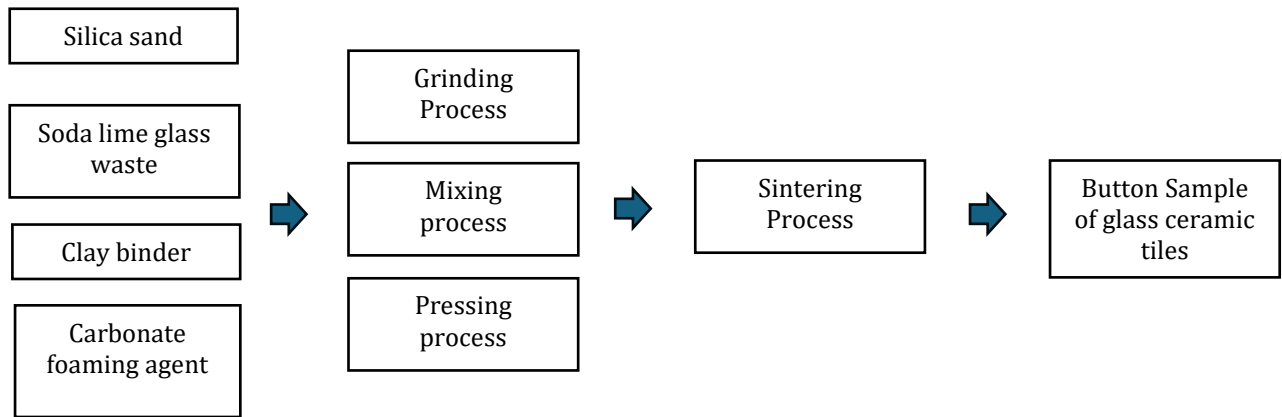 Silica sand
Soda lime glass
waste
Clay binder
Carbonate
foaming agent
Grinding
Process
Mixing
process
Pressing
process
Sintering
Process
Button Sample
of glass ceramic
tiles